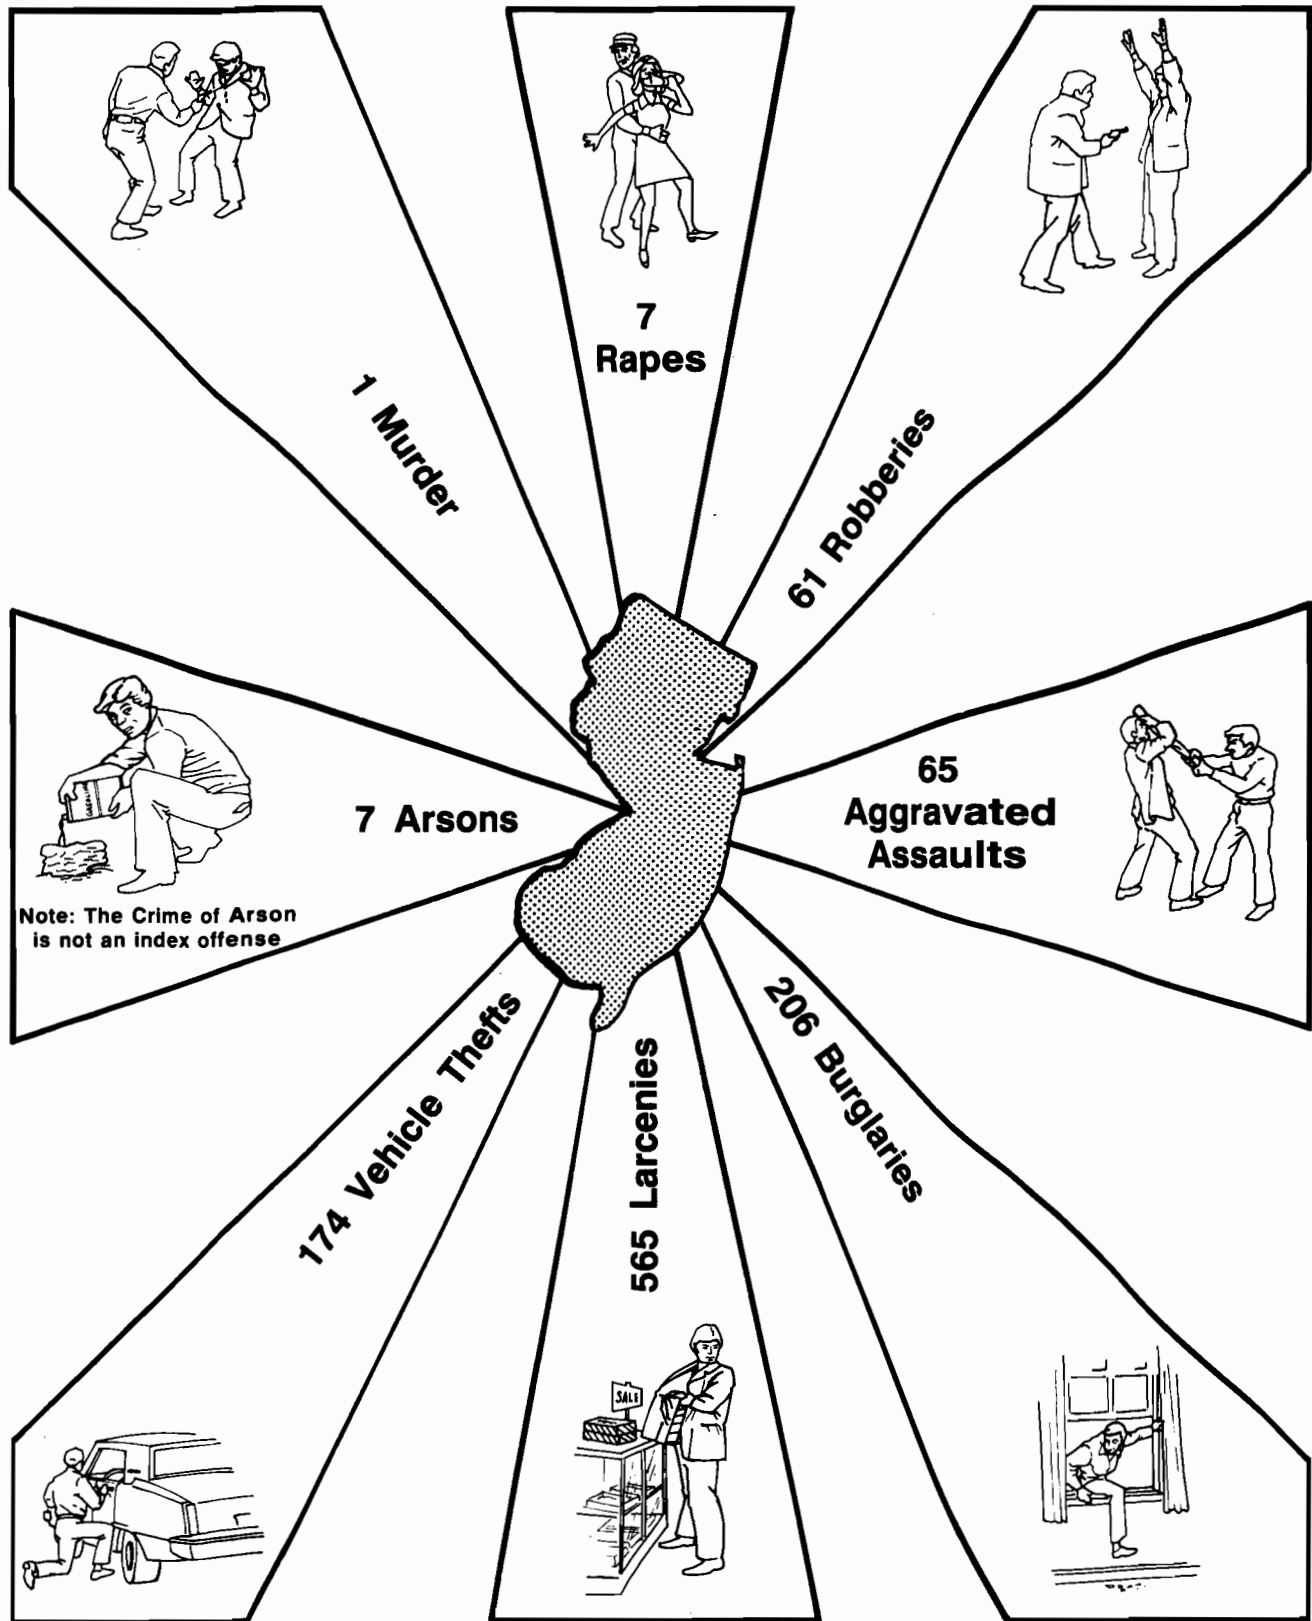 7
Rapes
1 Murder
61 Robberies
7 Arsons
65
Aggravated
Assaults
Note: The Crime of Arson
is not an index offense
174 Vehicle Thefts
565 Larcenies
206 Burglaries
SALE